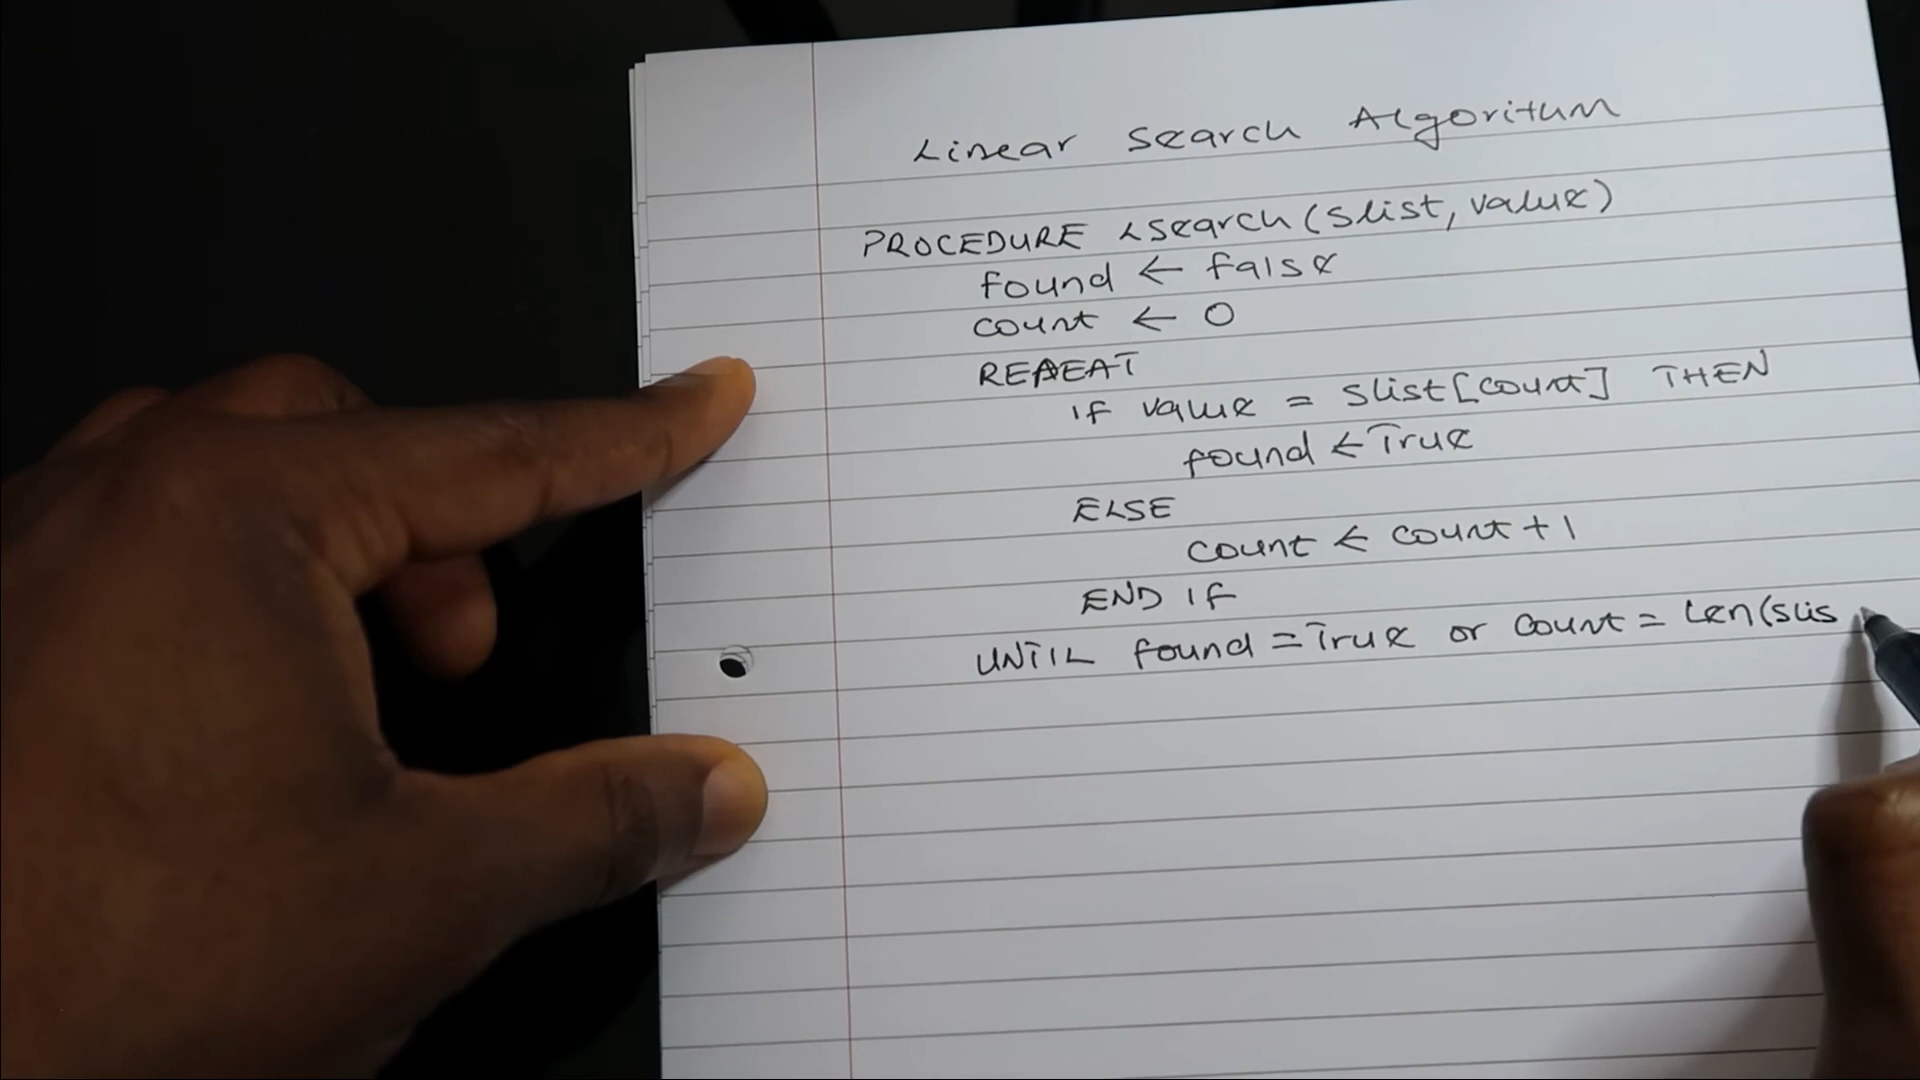 Linear Search Algorithm
PROCEDURE Lsearch(slist, value)
found ← false
count ← 0
REPEAT
IF value = slist[count] THEN
found ← True
ELSE
count ← count + 1
END IF
UNTIL found = True or count = Len(slis